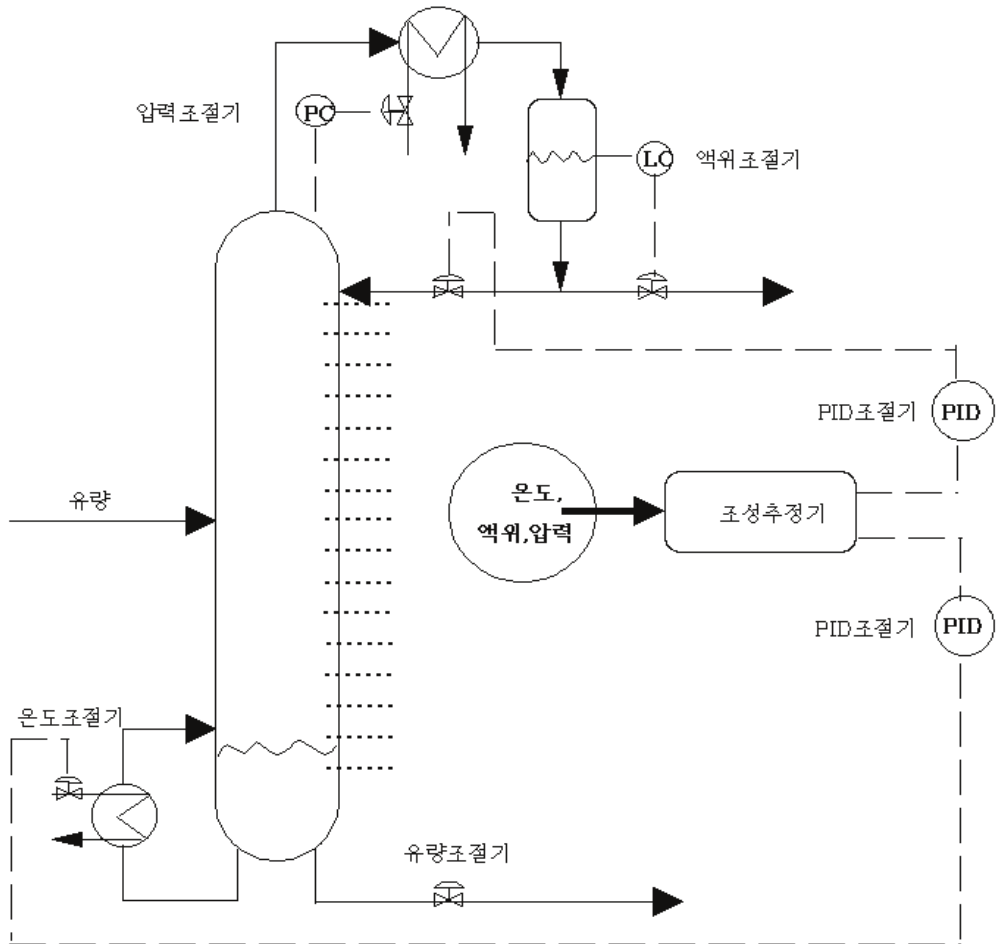 압력조절기
PC
LC
액위조절기
PID조절기
PID
유량
온도,
액위,압력
조성추정기
PID조절기
PID
온도조절기
유량조절기